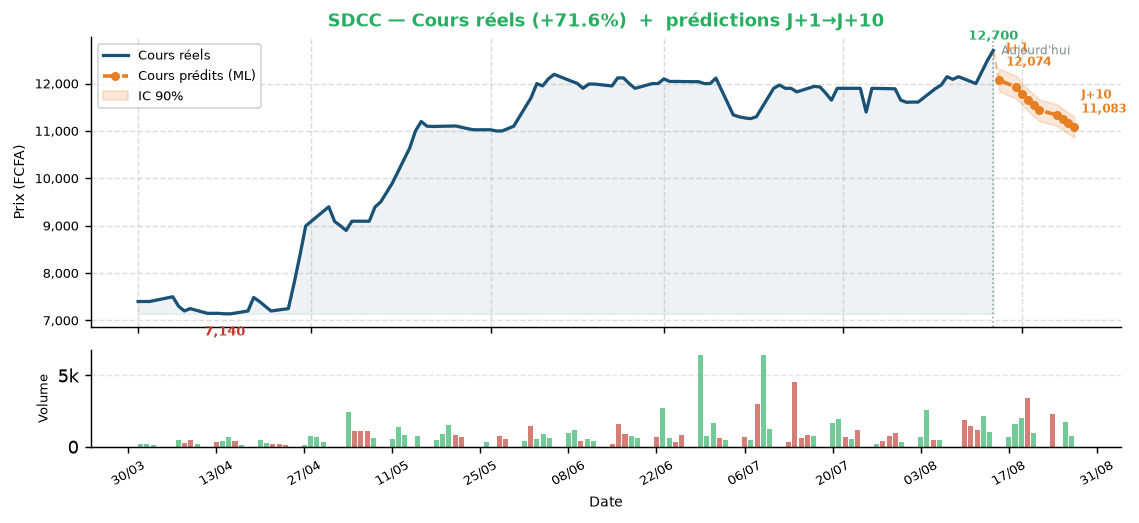 SDCC — Cours réels (+71.6%) + prédictions J+1→J+10
12,700
Aujourd'hui
J+1
12,074
J+10
11,083
Cours réels
Cours prédits (ML)
IC 90%
Prix (FCFA)
12,000
11,000
10,000
9,000
8,000
7,000
7,140
Volume
5k
0
30/03
13/04
27/04
11/05
25/05
08/06
22/06
06/07
20/07
03/08
17/08
31/08
Date